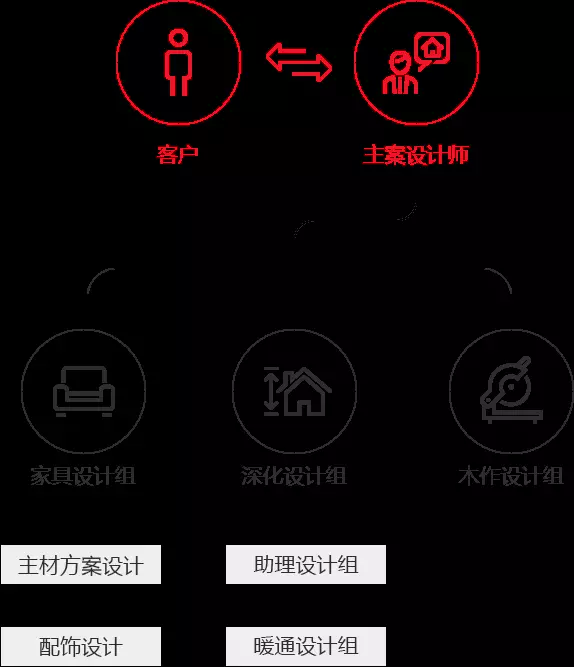 客户 主案设计师
家具设计组 深化设计组 木作设计组
主材方案设计 助理设计组
配饰设计 暖通设计组